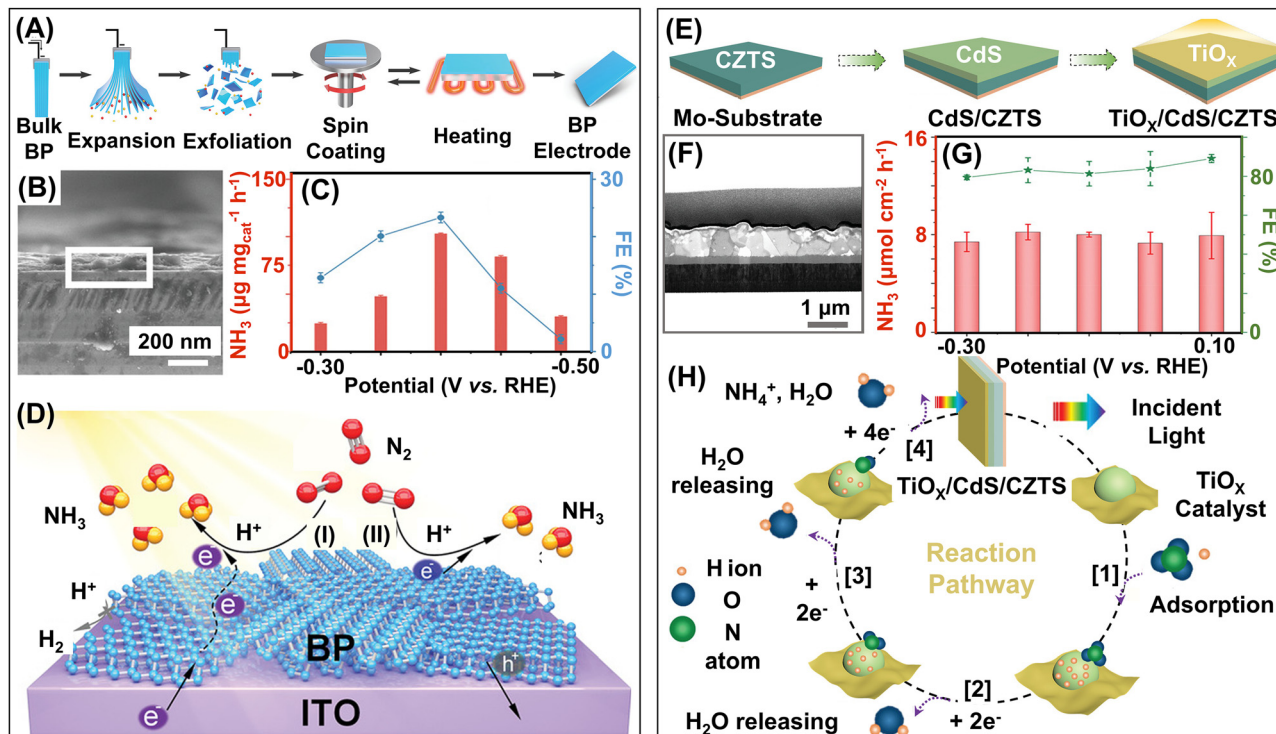 (A)
Bulk
BP
Expansion
Exfoliation
Spin
Coating
Heating
BP
Electrode
(B)
200 nm
(C)
NH₃ (µg mg_cat⁻¹ h⁻¹)
150
75
0
30
0
FE (%)
-0.30
-0.50
Potential (V vs. RHE)
(D)
N₂
NH₃
H⁺
(I)
(II)
H⁺
NH₃
e⁻
e⁻
e⁻
H⁺
H₂
BP
h⁺
e⁻
ITO
(E)
CZTS
CdS
TiOₓ
Mo-Substrate
CdS/CZTS
TiOₓ/CdS/CZTS
(F)
1 µm
(G)
NH₃ (µmol cm⁻² h⁻¹)
16
8
0
80
0
FE (%)
-0.30
0.10
Potential (V vs. RHE)
(H)
NH₄⁺, H₂O
+ 4e⁻
[4]
Incident
Light
H₂O
releasing
TiOₓ/CdS/CZTS
TiOₓ
Catalyst
Reaction
Pathway
[3]
+
2e⁻
[1]
Adsorption
H ion
O
N
atom
[2]
+ 2e⁻
H₂O releasing